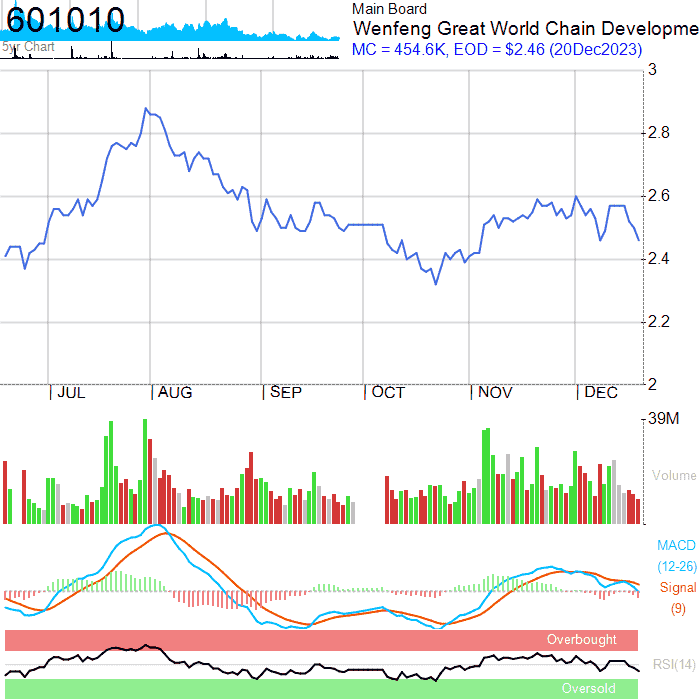 601010
5yr Chart
Main Board
Wenfeng Great World Chain Developme
MC = 454.6K, EOD = $2.46 (20Dec2023)
3
2.8
2.6
2.4
2.2
2
JUL
AUG
SEP
OCT
NOV
DEC
39M
Volume
MACD
(12-26)
Signal
(9)
Overbought
RSI(14)
Oversold